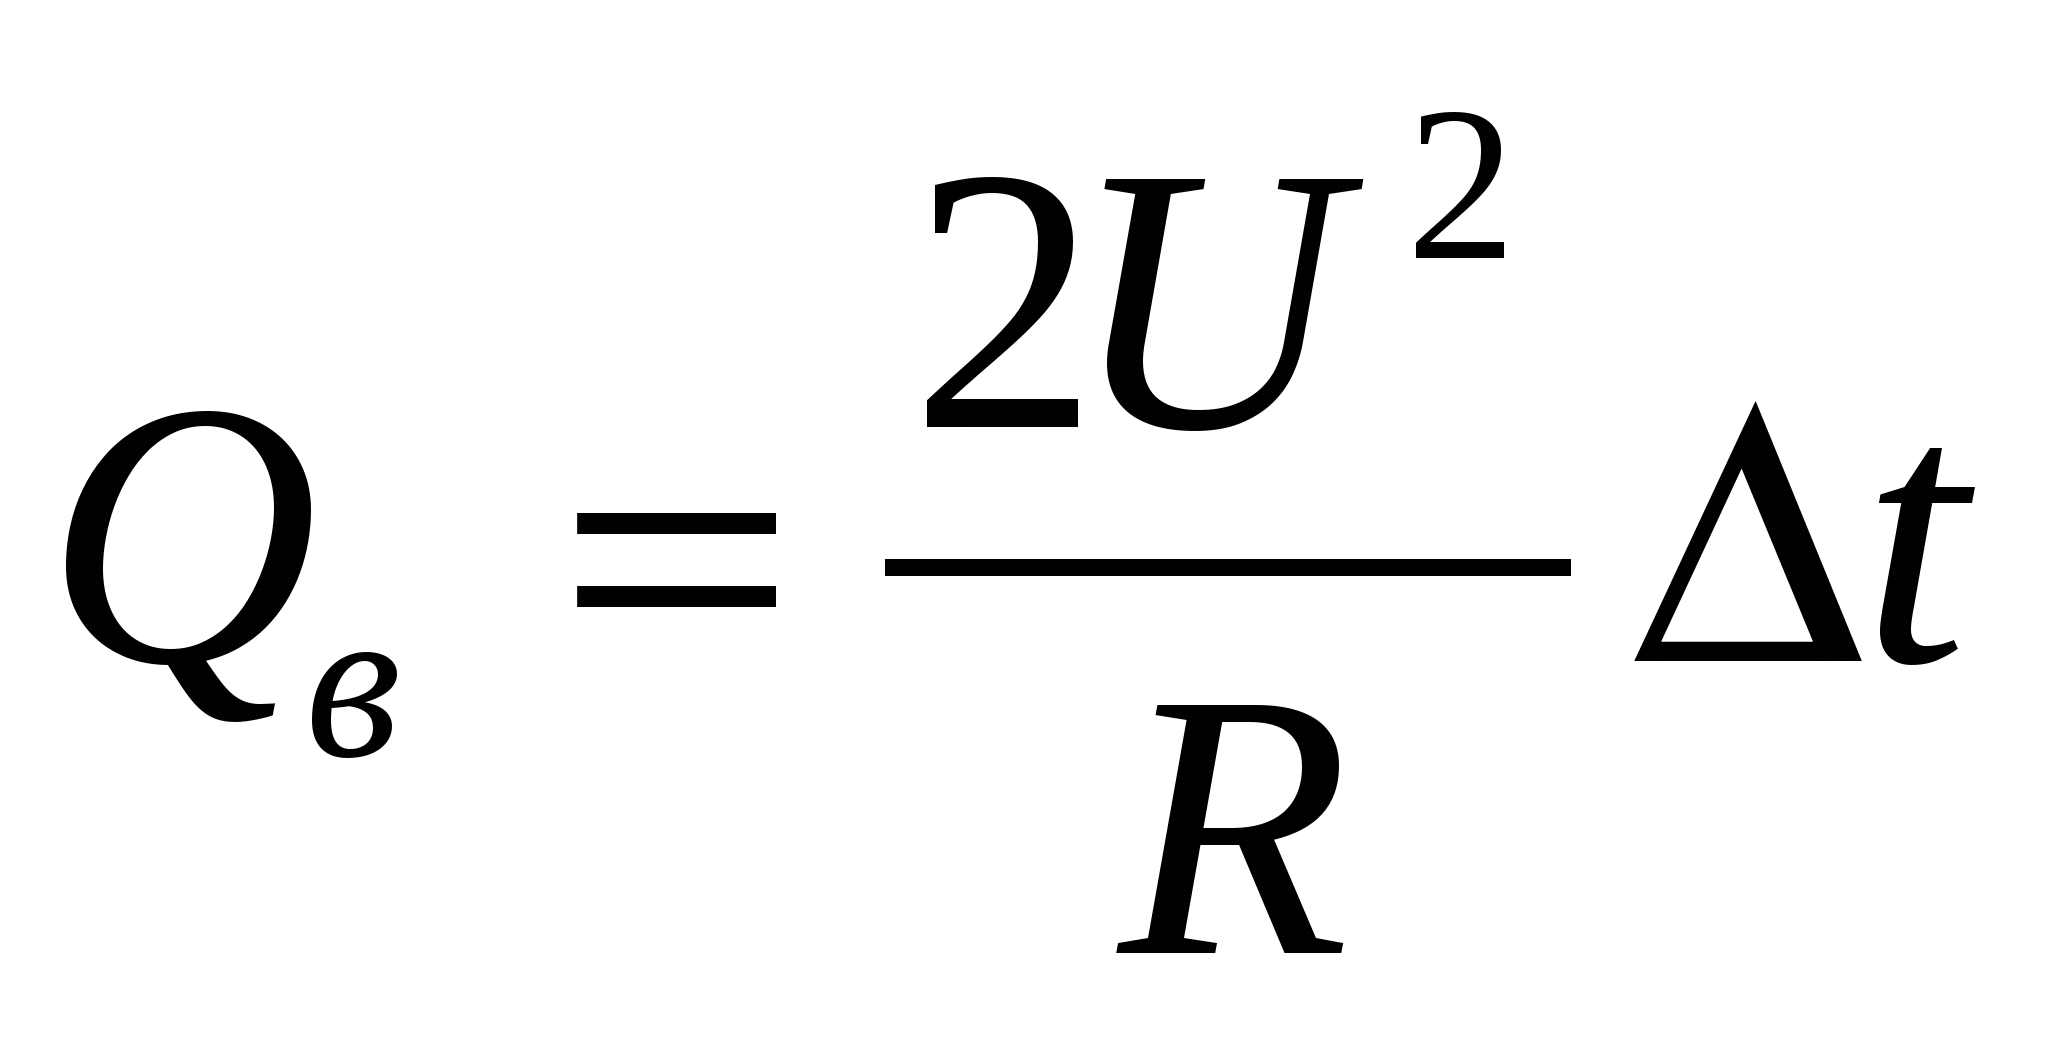 Qв = 2U² / R Δt